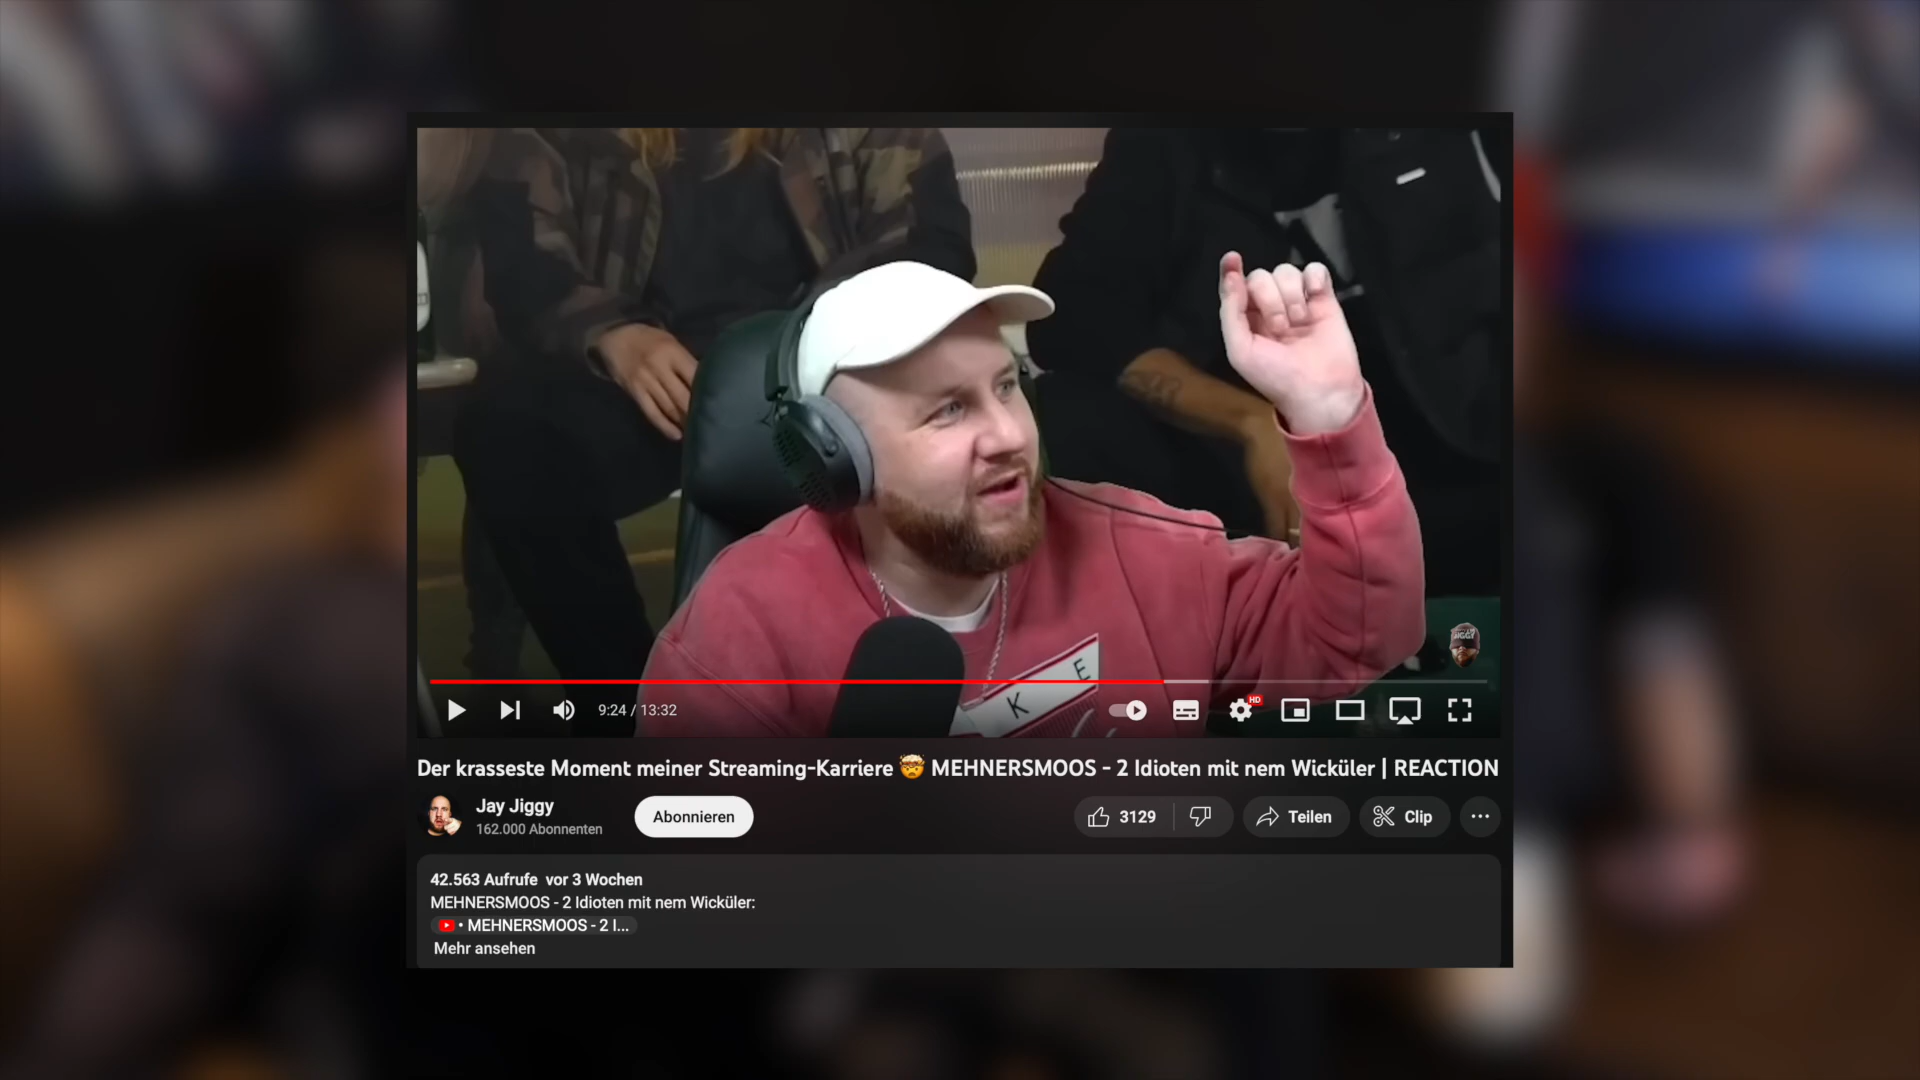 K E
JIGGY
9:24 / 13:32
HD
Der krasseste Moment meiner Streaming-Karriere 🤯 MEHNERSMOOS - 2 Idioten mit nem Wicküler | REACTION
Jay Jiggy
162.000 Abonnenten
Abonnieren
3129
Teilen
Clip
42.563 Aufrufe vor 3 Wochen
MEHNERSMOOS - 2 Idioten mit nem Wicküler:
• MEHNERSMOOS - 2 I...
Mehr ansehen